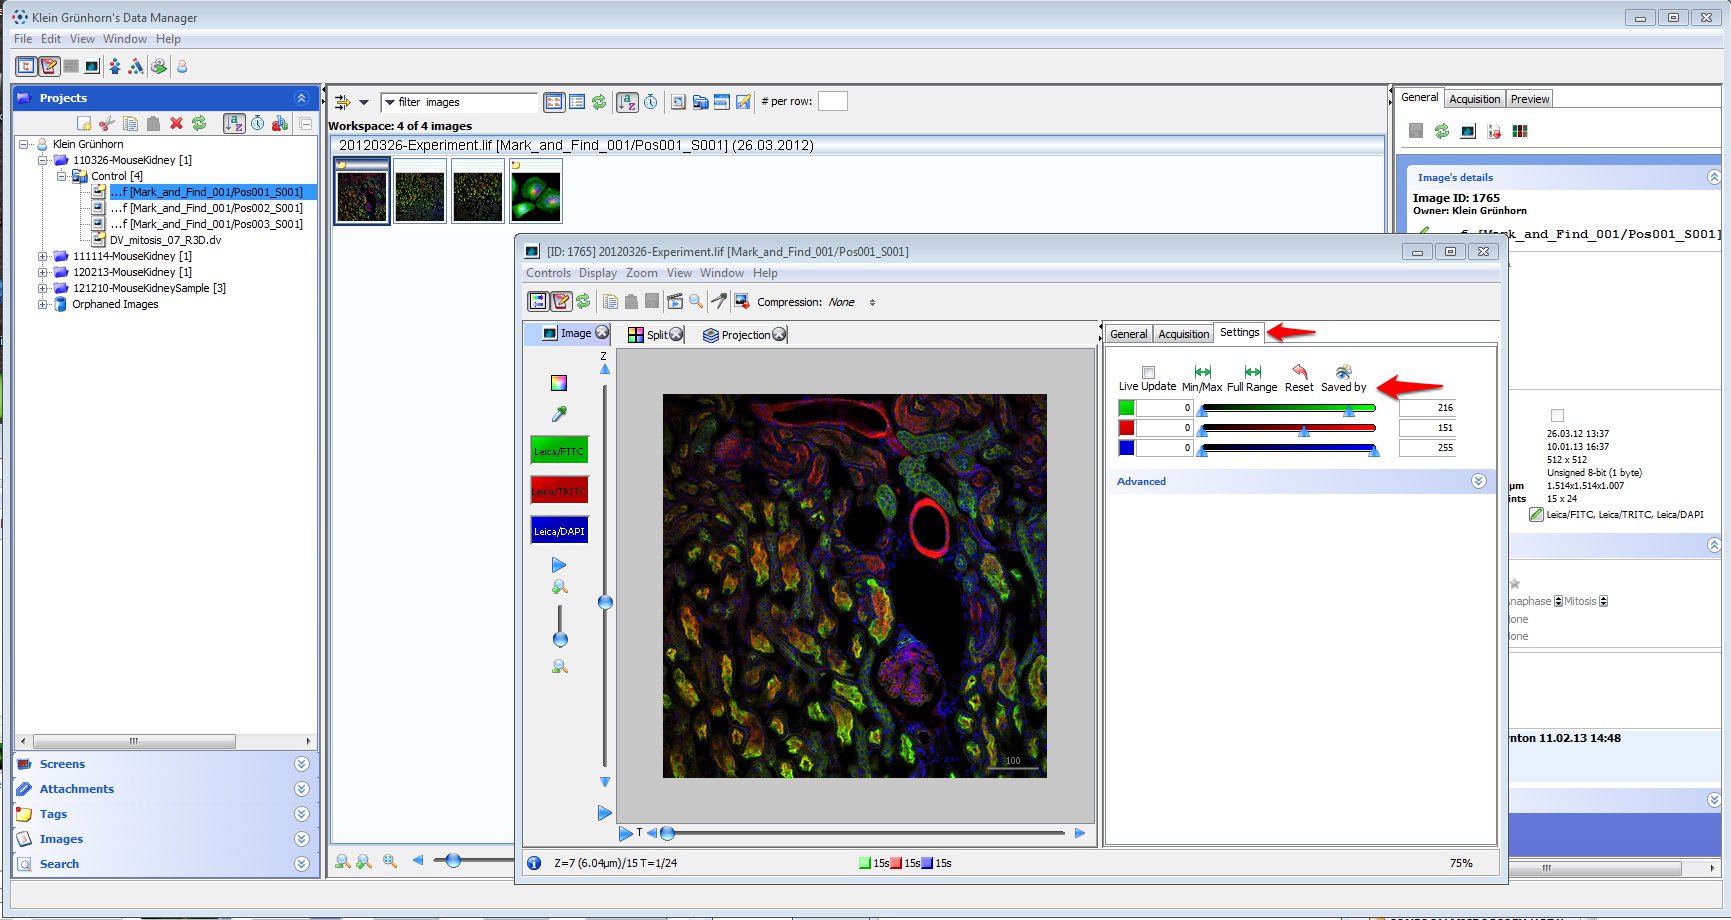 Klein Grünhorn's Data Manager
File Edit View Window Help
Projects
Klein Grünhorn
110326-MouseKidney [1]
Control [4]
...f [Mark_and_Find_001/Pos001_S001]
...f [Mark_and_Find_001/Pos002_S001]
...f [Mark_and_Find_001/Pos003_S001]
DV_mitosis_07_R3D.dv
111114-MouseKidney [1]
120213-MouseKidney [1]
121210-MouseKidneySample [3]
Orphaned Images
Screens
Attachments
Tags
Images
Search
filter images
# per row:
Workspace: 4 of 4 images
20120326-Experiment.lif [Mark_and_Find_001/Pos001_S001] (26.03.2012)
[ID: 1765] 20120326-Experiment.lif [Mark_and_Find_001/Pos001_S001]
Controls Display Zoom View Window Help
Compression: None
Image Split Projection
Z
Leica/FITC
Leica/TRITC
Leica/DAPI
100
T
General Acquisition Settings
Live Update Min/Max Full Range Reset Saved by
0 216
0 151
0 255
Advanced
Z=7 (6.04µm)/15 T=1/24
15s 15s 15s
75%
General Acquisition Preview
Image's details
Image ID: 1765
Owner: Klein Grünhorn
k_and_Find_001/Pos001_S001]
26.03.12 13:37
10.01.13 16:37
512 x 512
Unsigned 8-bit (1 byte)
µm 1.514x1.514x1.007
ints 15 x 24
Leica/FITC, Leica/TRITC, Leica/DAPI
naphase Mitosis
lone
lone
nton 11.02.13 14:48